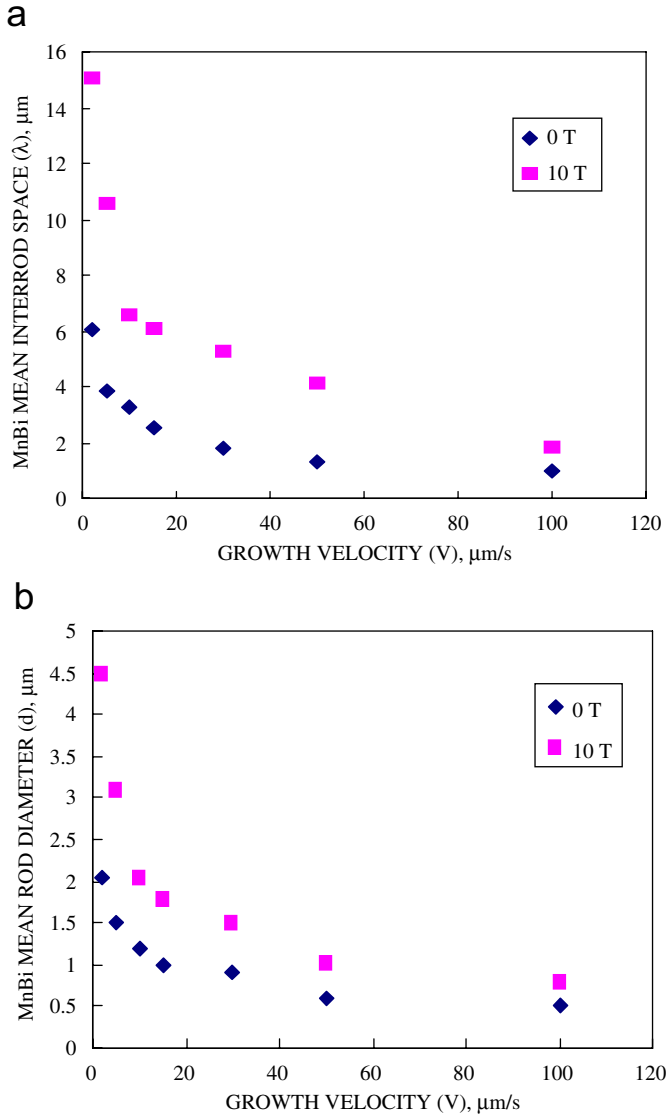 a
16
14
12
10
8
6
4
2
0
0 20 40 60 80 100 120
MnBi MEAN INTERROD SPACE (λ), μm
GROWTH VELOCITY (V), μm/s
0 T
10 T
b
5
4.5
4
3.5
3
2.5
2
1.5
1
0.5
0
0 20 40 60 80 100 120
MnBi MEAN ROD DIAMETER (d), μm
GROWTH VELOCITY (V), μm/s
0 T
10 T